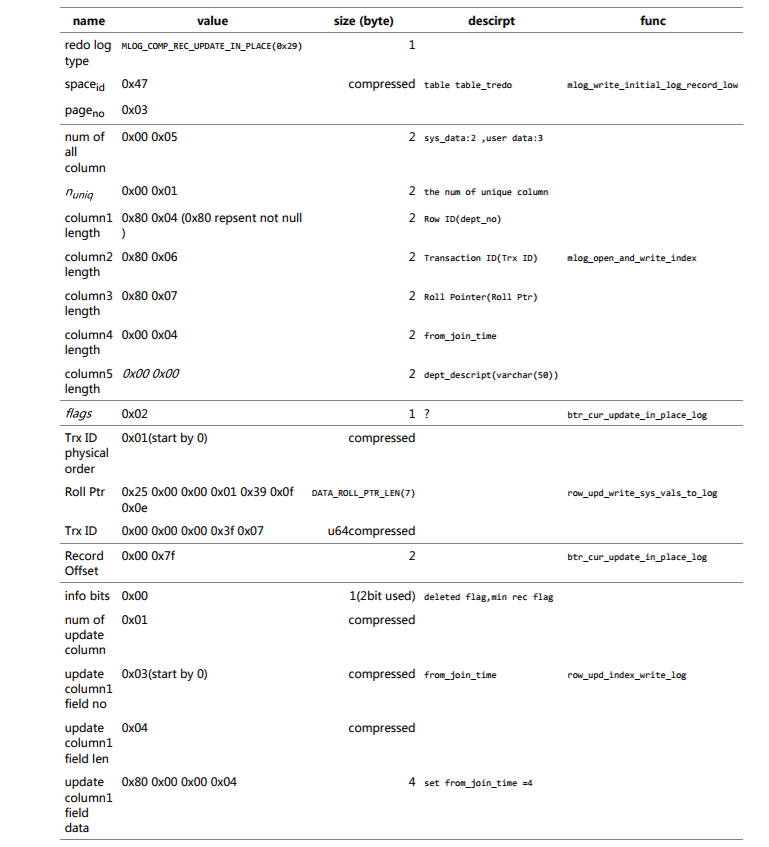 name value size (byte) descirpt func
redo log MLOG_COMP_REC_UPDATE_IN_PLACE(0x29) 1
type
spaceid 0x47 compressed table table_tredo mlog_write_initial_log_record_low
pageno 0x03
num of 0x00 0x05 2 sys_data:2 ,user data:3
all
column
nuniq 0x00 0x01 2 the num of unique column
column1 0x80 0x04 (0x80 repsent not null 2 Row ID(dept_no)
length )
column2 0x80 0x06 2 Transaction ID(Trx ID) mlog_open_and_write_index
length
column3 0x80 0x07 2 Roll Pointer(Roll Ptr)
length
column4 0x00 0x04 2 from_join_time
length
column5 0x00 0x00 2 dept_descript(varchar(50))
length
flags 0x02 1 ? btr_cur_update_in_place_log
Trx ID 0x01(start by 0) compressed
physical
order
Roll Ptr 0x25 0x00 0x00 0x01 0x39 0x0f DATA_ROLL_PTR_LEN(7) row_upd_write_sys_vals_to_log
0x0e
Trx ID 0x00 0x00 0x00 0x3f 0x07 u64compressed
Record 0x00 0x7f 2 btr_cur_update_in_place_log
Offset
info bits 0x00 1(2bit used) deleted flag,min rec flag
num of 0x01 compressed
update
column
update 0x03(start by 0) compressed from_join_time row_upd_index_write_log
column1
field no
update 0x04 compressed
column1
field len
update 0x80 0x00 0x00 0x04 4 set from_join_time =4
column1
field
data